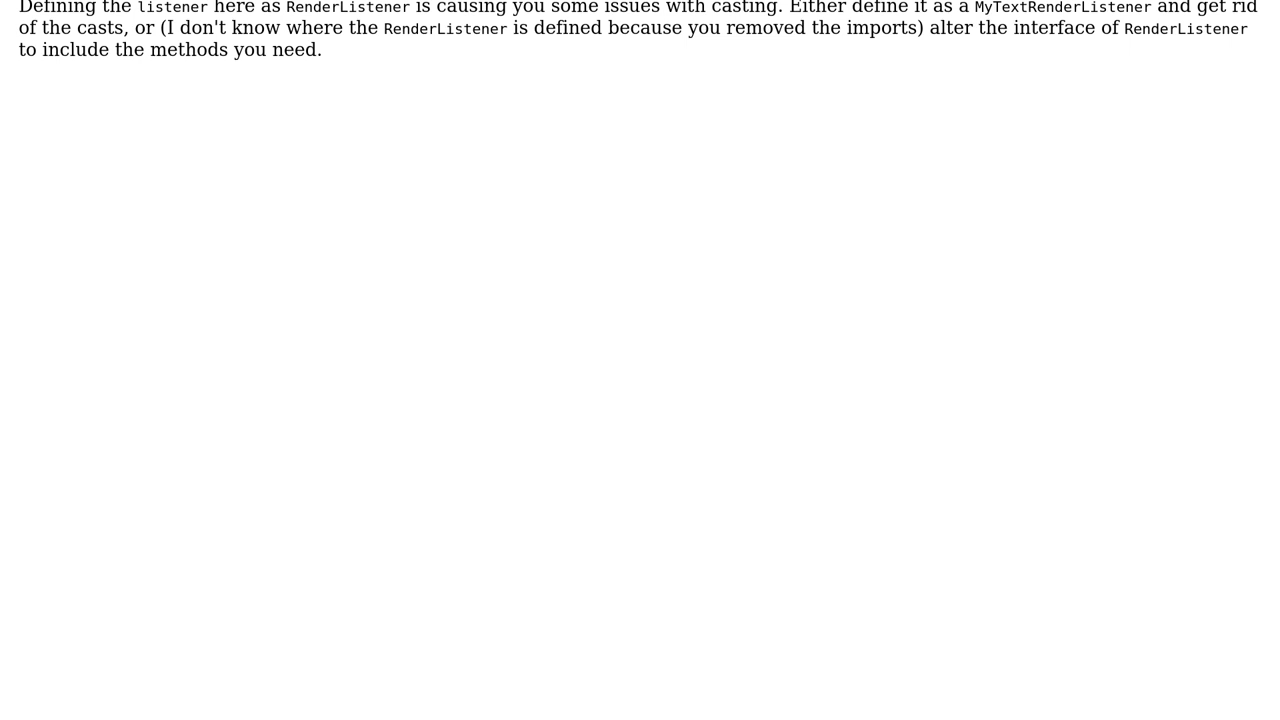 Defining the listener here as RenderListener is causing you some issues with casting. Either define it as a MyTextRenderListener and get rid
of the casts, or (I don't know where the RenderListener is defined because you removed the imports) alter the interface of RenderListener
to include the methods you need.